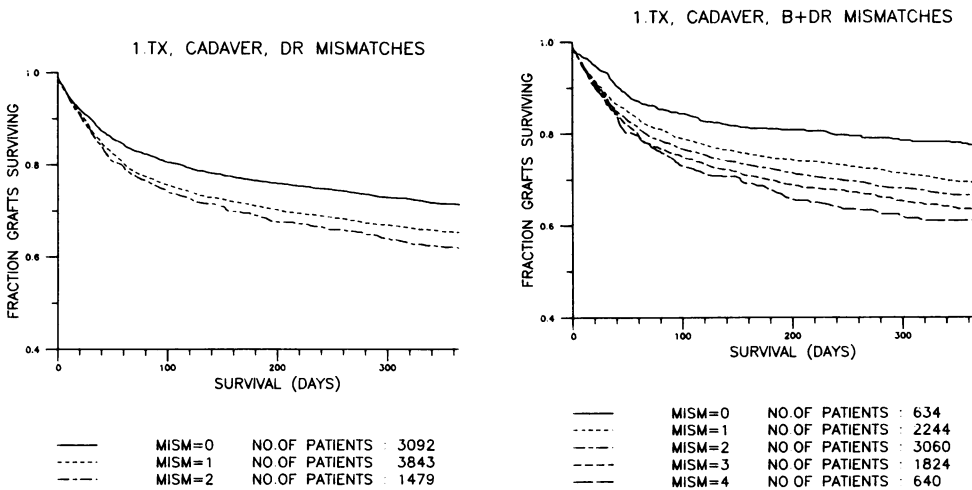 1.TX, CADAVER, DR MISMATCHES
FRACTION GRAFTS SURVIVING
1.0
0.8
0.6
0.4
0
100
200
300
SURVIVAL (DAYS)
MISM=0 NO.OF PATIENTS : 3092
MISM=1 NO.OF PATIENTS : 3843
MISM=2 NO.OF PATIENTS : 1479
1.TX, CADAVER, B+DR MISMATCHES
FRACTION GRAFTS SURVIVING
1.0
0.8
0.6
0.4
0
100
200
300
SURVIVAL (DAYS)
MISM=0 NO.OF PATIENTS : 634
MISM=1 NO.OF PATIENTS : 2244
MISM=2 NO.OF PATIENTS : 3060
MISM=3 NO.OF PATIENTS : 1824
MISM=4 NO.OF PATIENTS : 640